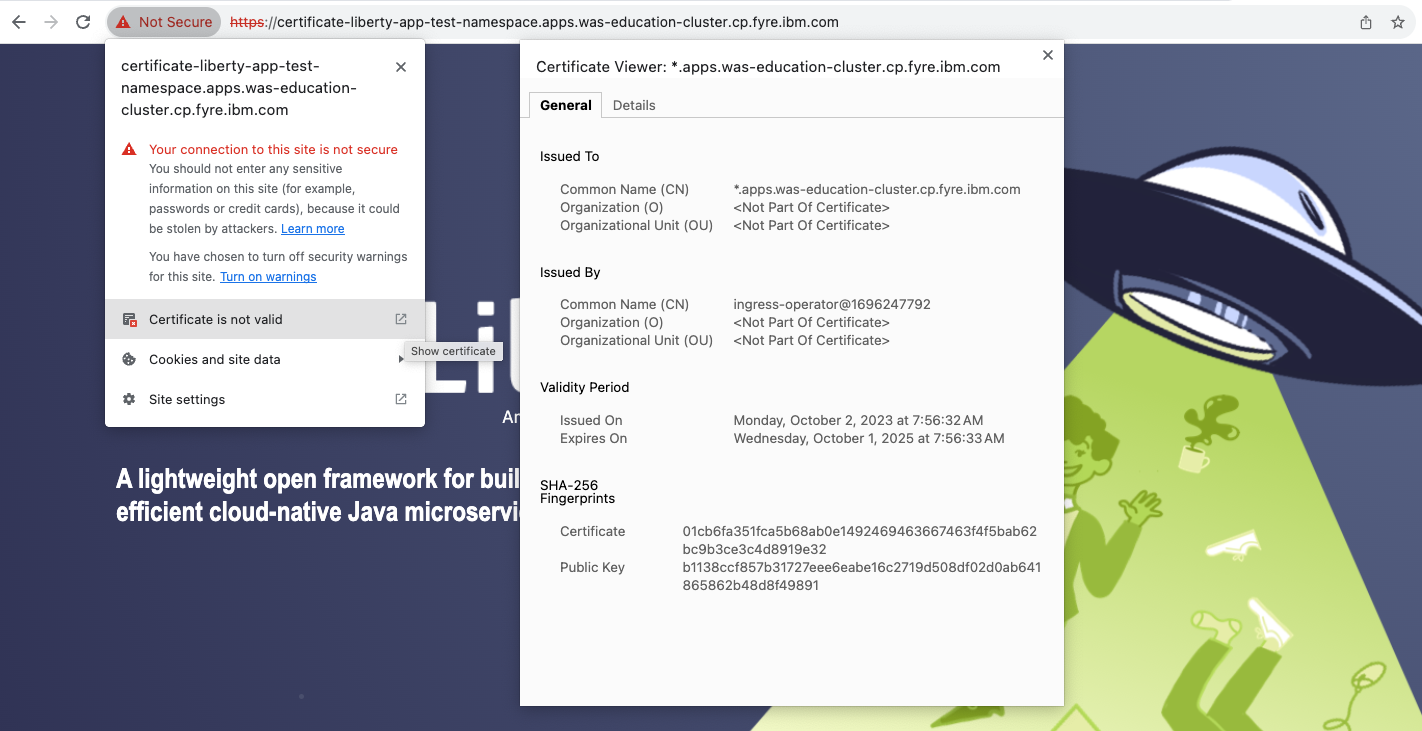 Not Secure
https://certificate-liberty-app-test-namespace.apps.was-education-cluster.cp.fyre.ibm.com
certificate-liberty-app-test-
namespace.apps.was-education-
cluster.cp.fyre.ibm.com
Your connection to this site is not secure
You should not enter any sensitive
information on this site (for example,
passwords or credit cards), because it could
be stolen by attackers. Learn more
You have chosen to turn off security warnings
for this site. Turn on warnings
Certificate is not valid
Cookies and site data
Show certificate
Site settings
Certificate Viewer: *.apps.was-education-cluster.cp.fyre.ibm.com
General Details
Issued To
Common Name (CN) *.apps.was-education-cluster.cp.fyre.ibm.com
Organization (O) <Not Part Of Certificate>
Organizational Unit (OU) <Not Part Of Certificate>
Issued By
Common Name (CN) ingress-operator@1696247792
Organization (O) <Not Part Of Certificate>
Organizational Unit (OU) <Not Part Of Certificate>
Validity Period
Issued On Monday, October 2, 2023 at 7:56:32 AM
Expires On Wednesday, October 1, 2025 at 7:56:33 AM
SHA-256
Fingerprints
Certificate 01cb6fa351fca5b68ab0e1492469463667463f4f5bab62
bc9b3ce3c4d8919e32
Public Key b1138ccf857b31727eee6eabe16c2719d508df02d0ab641
865862b48d8f49891
Li
An
A lightweight open framework for buil
efficient cloud-native Java microservi